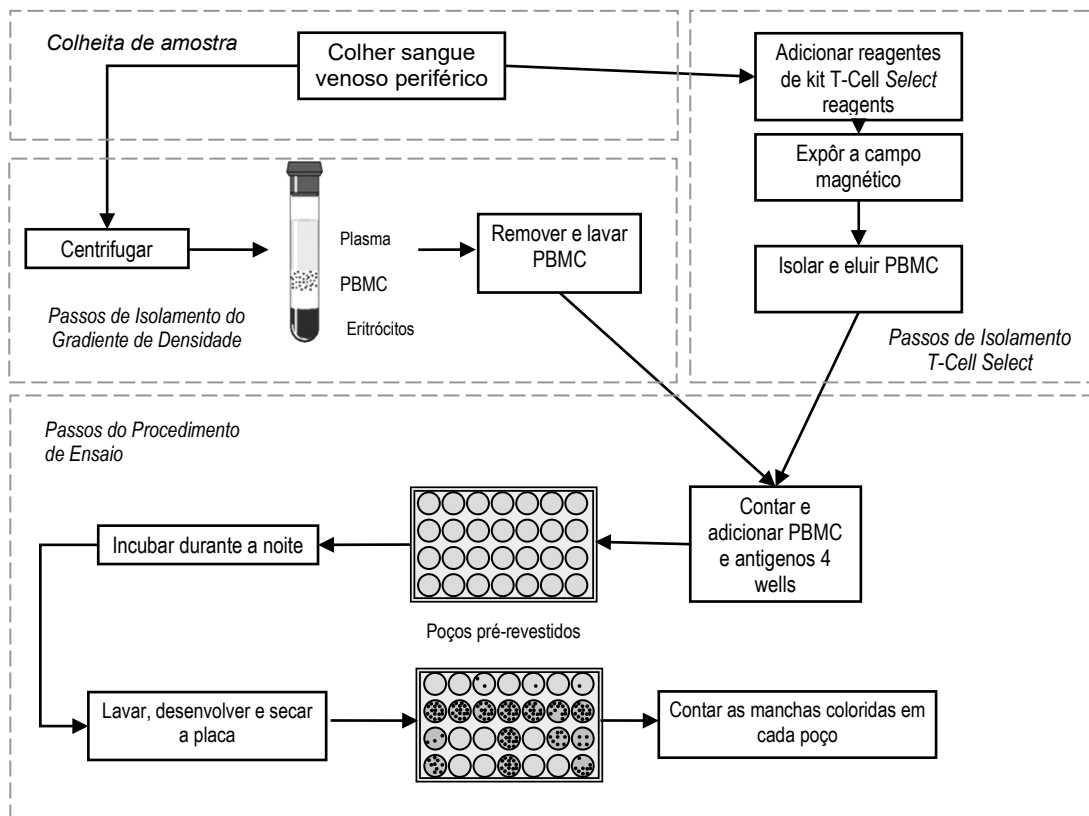 Colheita de amostra
Colher sangue
venoso periférico
Adicionar reagentes
de kit T-Cell Select
reagents
Expôr a campo
magnético
Isolar e eluir PBMC
Passos de Isolamento
T-Cell Select
Centrifugar
Plasma
PBMC
Eritrócitos
Remover e lavar
PBMC
Passos de Isolamento do
Gradiente de Densidade
Passos do Procedimento
de Ensaio
Contar e
adicionar PBMC
e antigenos 4
wells
Poços pré-revestidos
Incubar durante a noite
Lavar, desenvolver e secar
a placa
Contar as manchas coloridas em
cada poço